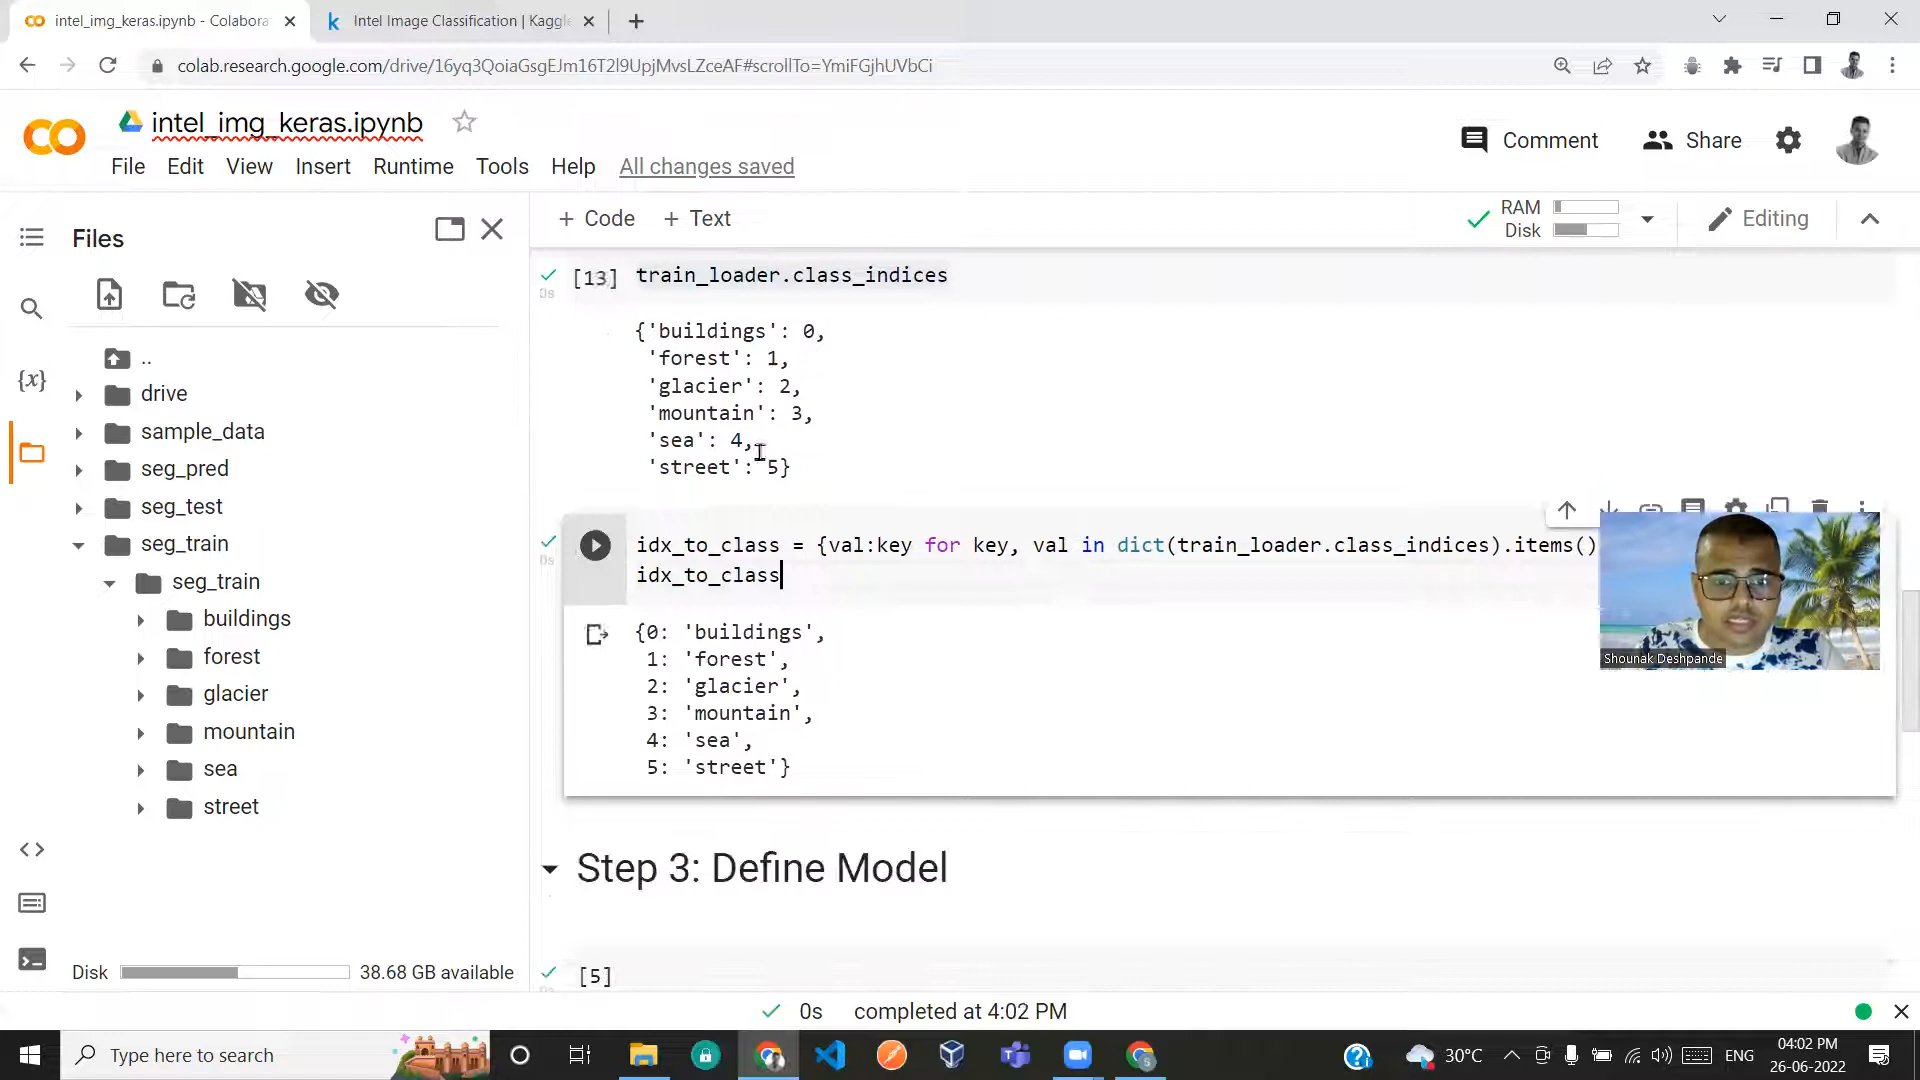 intel_img_keras.ipynb - Colabora
Intel Image Classification | Kaggle
colab.research.google.com/drive/16yq3QoiaGsgEJm16T2l9UpjMvsLZceAF#scrollTo=YmiFGjhUVbCi
intel_img_keras.ipynb
Comment
Share
File Edit View Insert Runtime Tools Help All changes saved
Files
+ Code + Text
RAM
Disk
Editing
..
drive
sample_data
seg_pred
seg_test
seg_train
seg_train
buildings
forest
glacier
mountain
sea
street
Disk
38.68 GB available
[13] train_loader.class_indices
0s
{'buildings': 0,
'forest': 1,
'glacier': 2,
'mountain': 3,
'sea': 4,
'street': 5}
idx_to_class = {val:key for key, val in dict(train_loader.class_indices).items()
0s
idx_to_class
{0: 'buildings',
1: 'forest',
2: 'glacier',
3: 'mountain',
4: 'sea',
5: 'street'}
Shounak Deshpande
Step 3: Define Model
[5]
0s completed at 4:02 PM
Type here to search
30°C
ENG
04:02 PM
26-06-2022